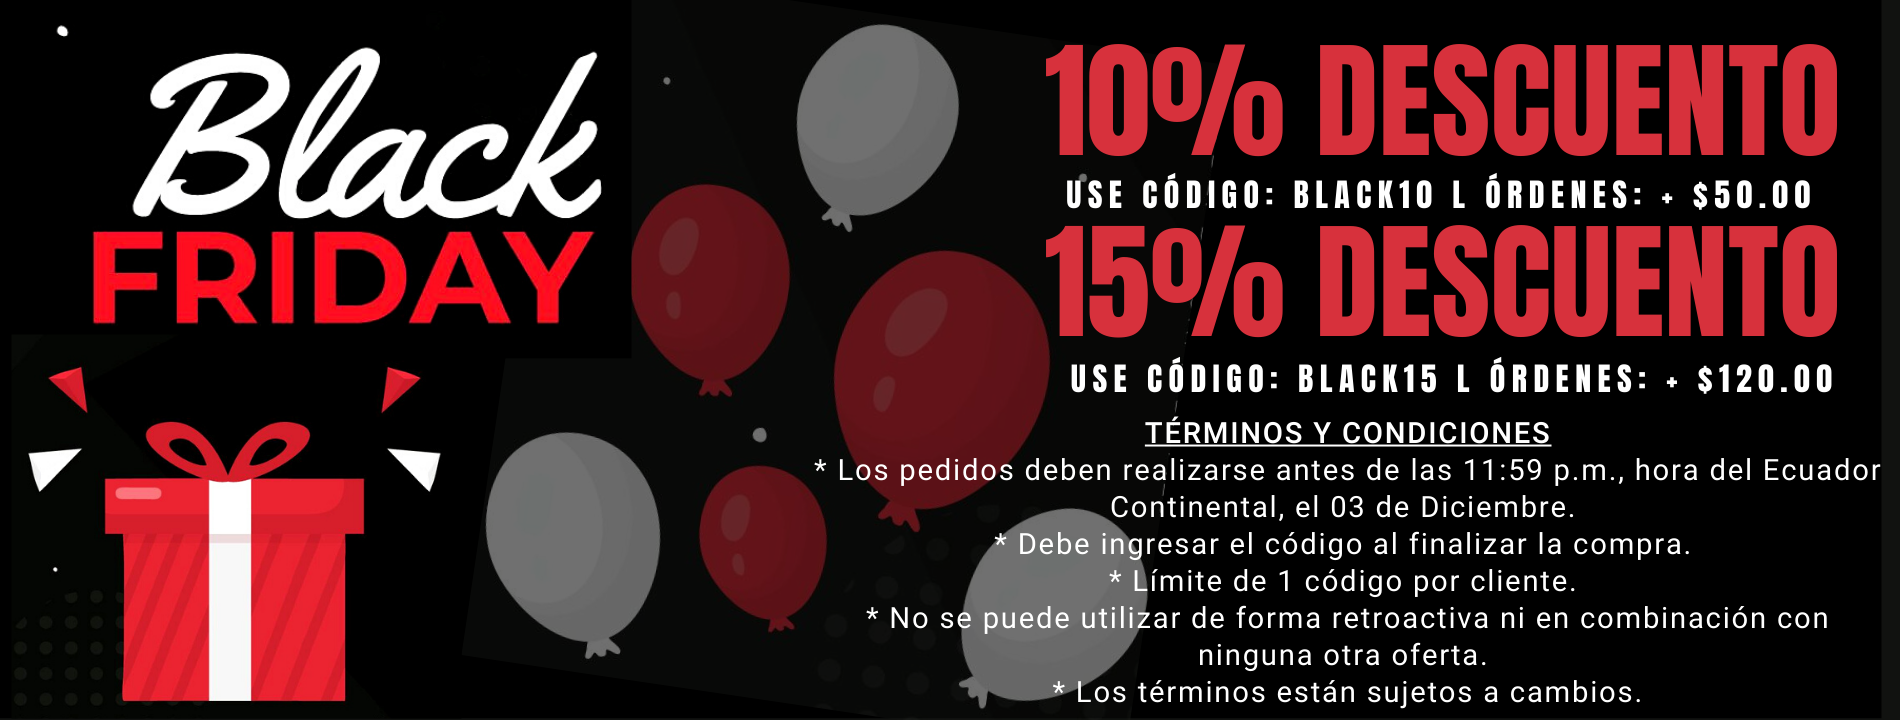 Black
FRIDAY
10% DESCUENTO
USE CÓDIGO: BLACK10 L ÓRDENES: + $50.00
15% DESCUENTO
USE CÓDIGO: BLACK15 L ÓRDENES: + $120.00
TÉRMINOS Y CONDICIONES
* Los pedidos deben realizarse antes de las 11:59 p.m., hora del Ecuador
Continental, el 03 de Diciembre.
* Debe ingresar el código al finalizar la compra.
* Límite de 1 código por cliente.
* No se puede utilizar de forma retroactiva ni en combinación con
ninguna otra oferta.
* Los términos están sujetos a cambios.